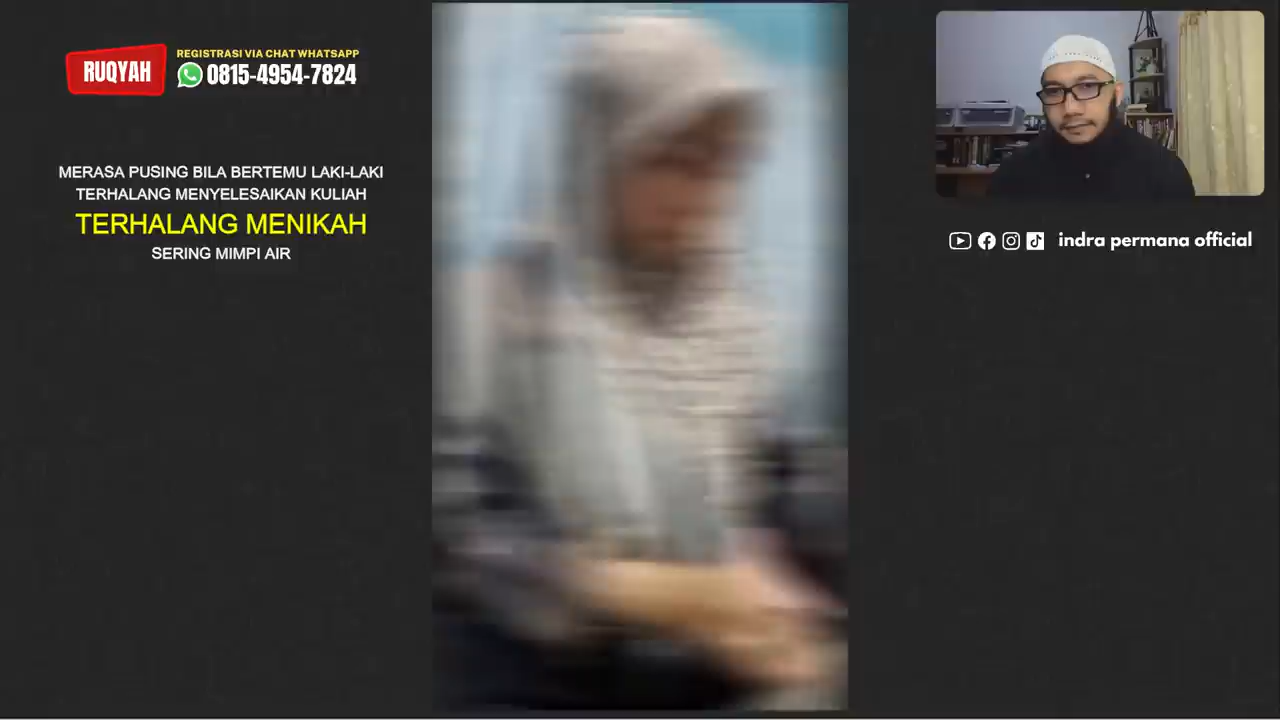 RUQYAH
REGISTRASI VIA CHAT WHATSAPP
0815-4954-7824
MERASA PUSING BILA BERTEMU LAKI-LAKI
TERHALANG MENYELESAIKAN KULIAH
TERHALANG MENIKAH
SERING MIMPI AIR
indra permana official